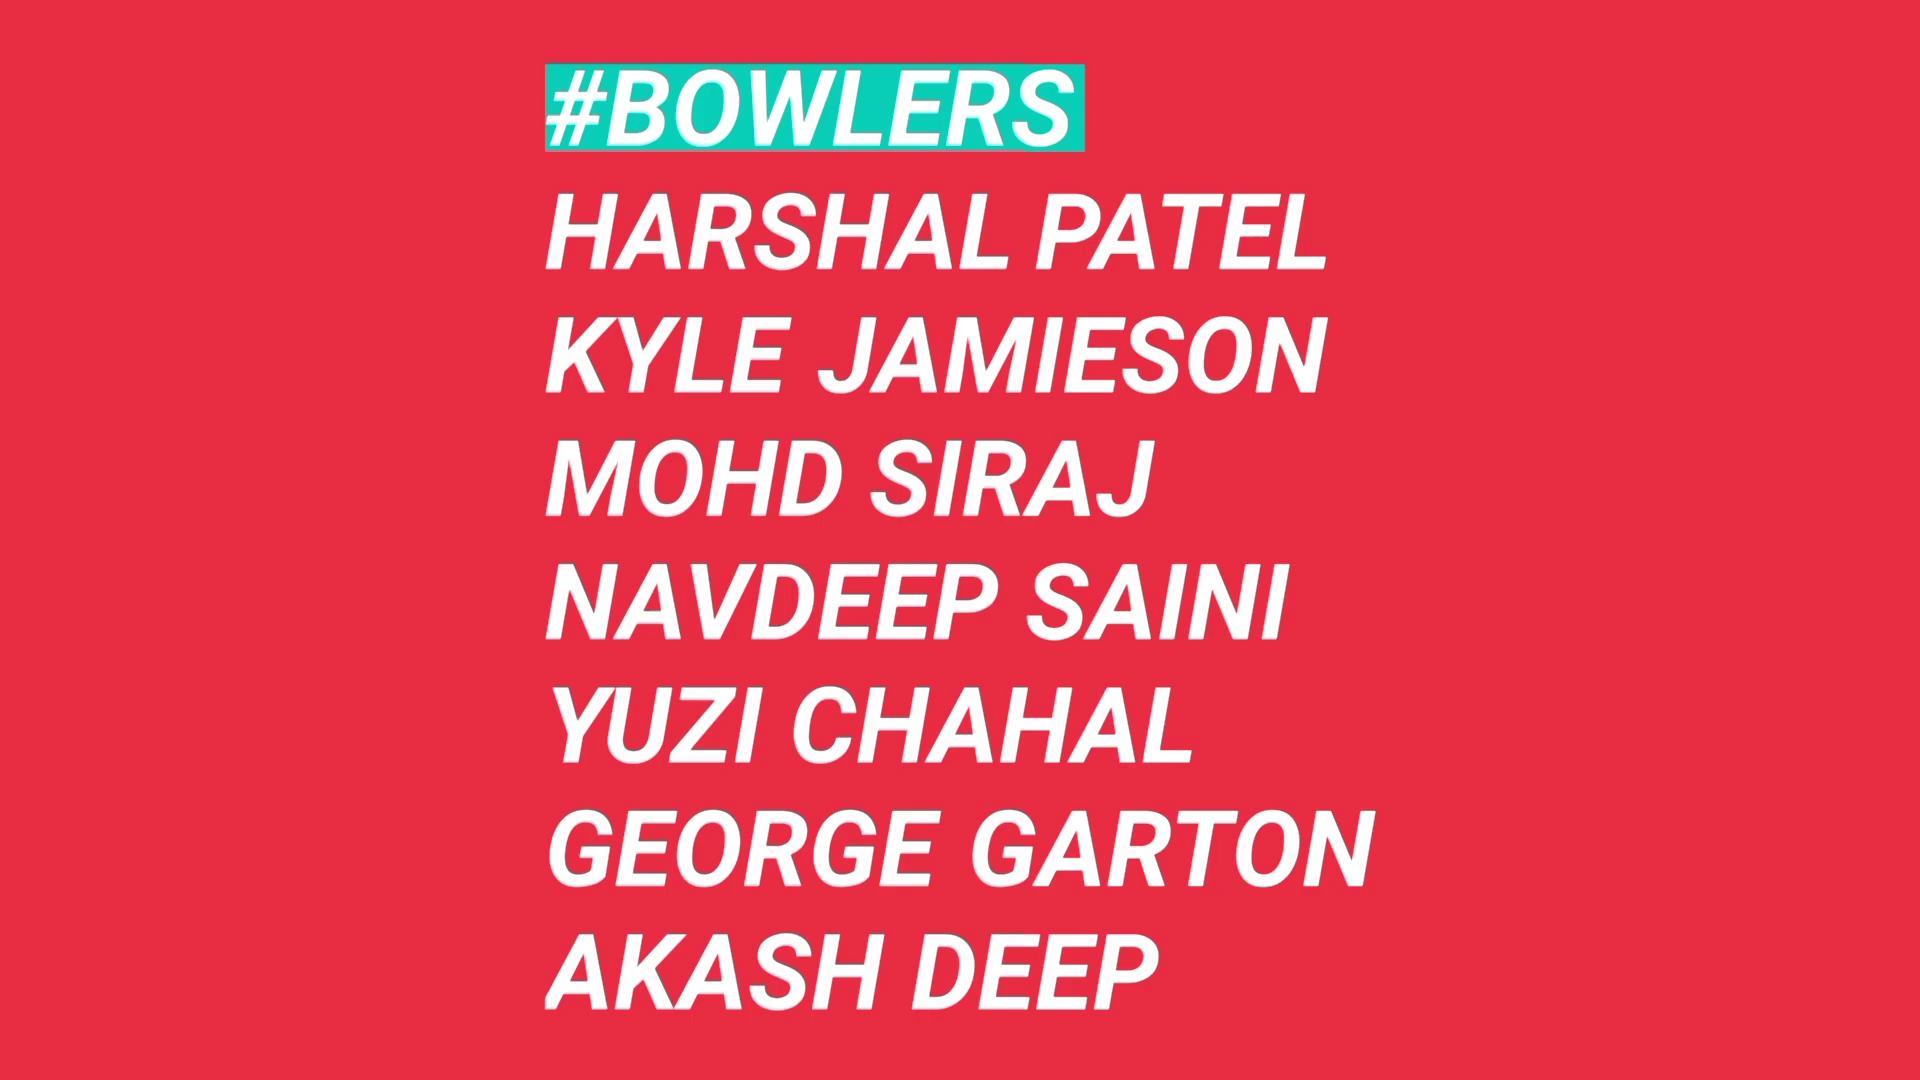 #BOWLERS
HARSHAL PATEL
KYLE JAMIESON
MOHD SIRAJ
NAVDEEP SAINI
YUZI CHAHAL
GEORGE GARTON
AKASH DEEP